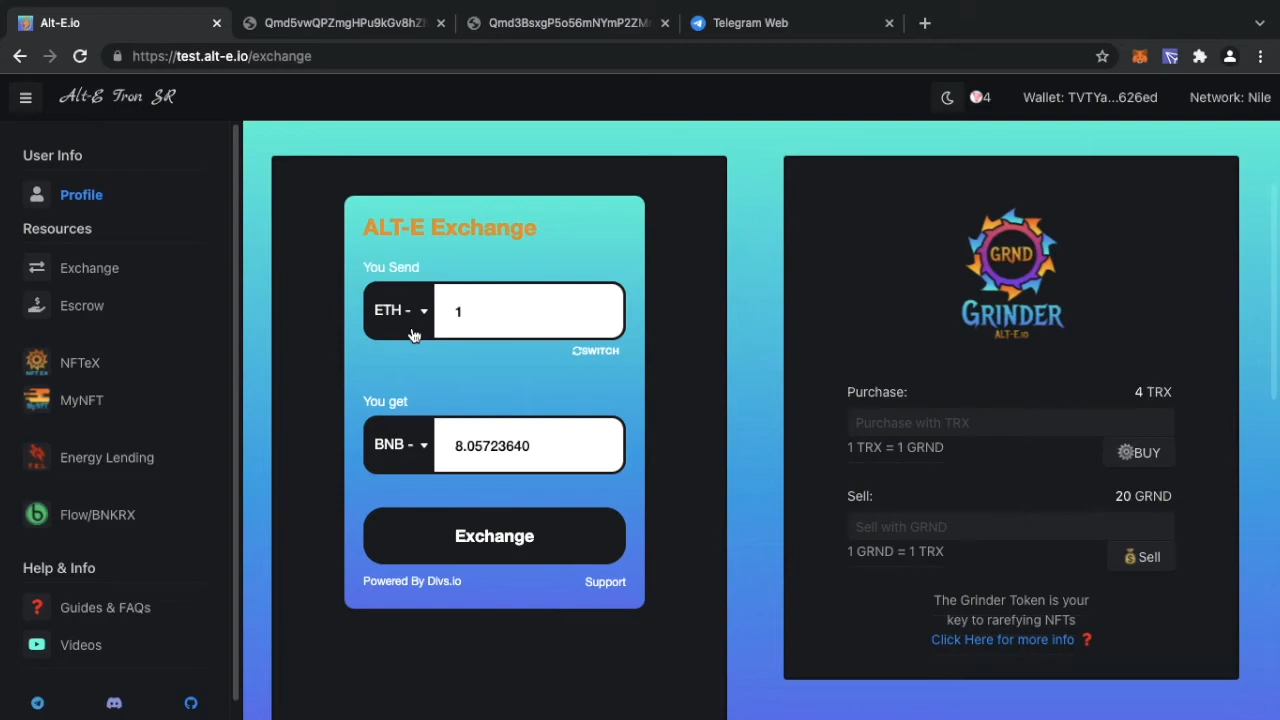 Alt-E.io
Qmd5vwQPZmgHPu9kGv8hZ
Qmd3BsxgP5o56mNYmP2ZM
Telegram Web
https://test.alt-e.io/exchange
Alt-E Tron SR
4
Wallet: TVTYa...626ed
Network: Nile
User Info
Profile
Resources
Exchange
Escrow
NFTeX
MyNFT
Energy Lending
Flow/BNKRX
Help & Info
Guides & FAQs
Videos
ALT-E Exchange
You Send
ETH -
1
SWITCH
You get
BNB -
8.05723640
Exchange
Powered By Divs.io
Support
GRND
GRINDER
ALT-E.io
Purchase:
4 TRX
Purchase with TRX
1 TRX = 1 GRND
BUY
Sell:
20 GRND
Sell with GRND
1 GRND = 1 TRX
Sell
The Grinder Token is your
key to rarefying NFTs
Click Here for more info ❓